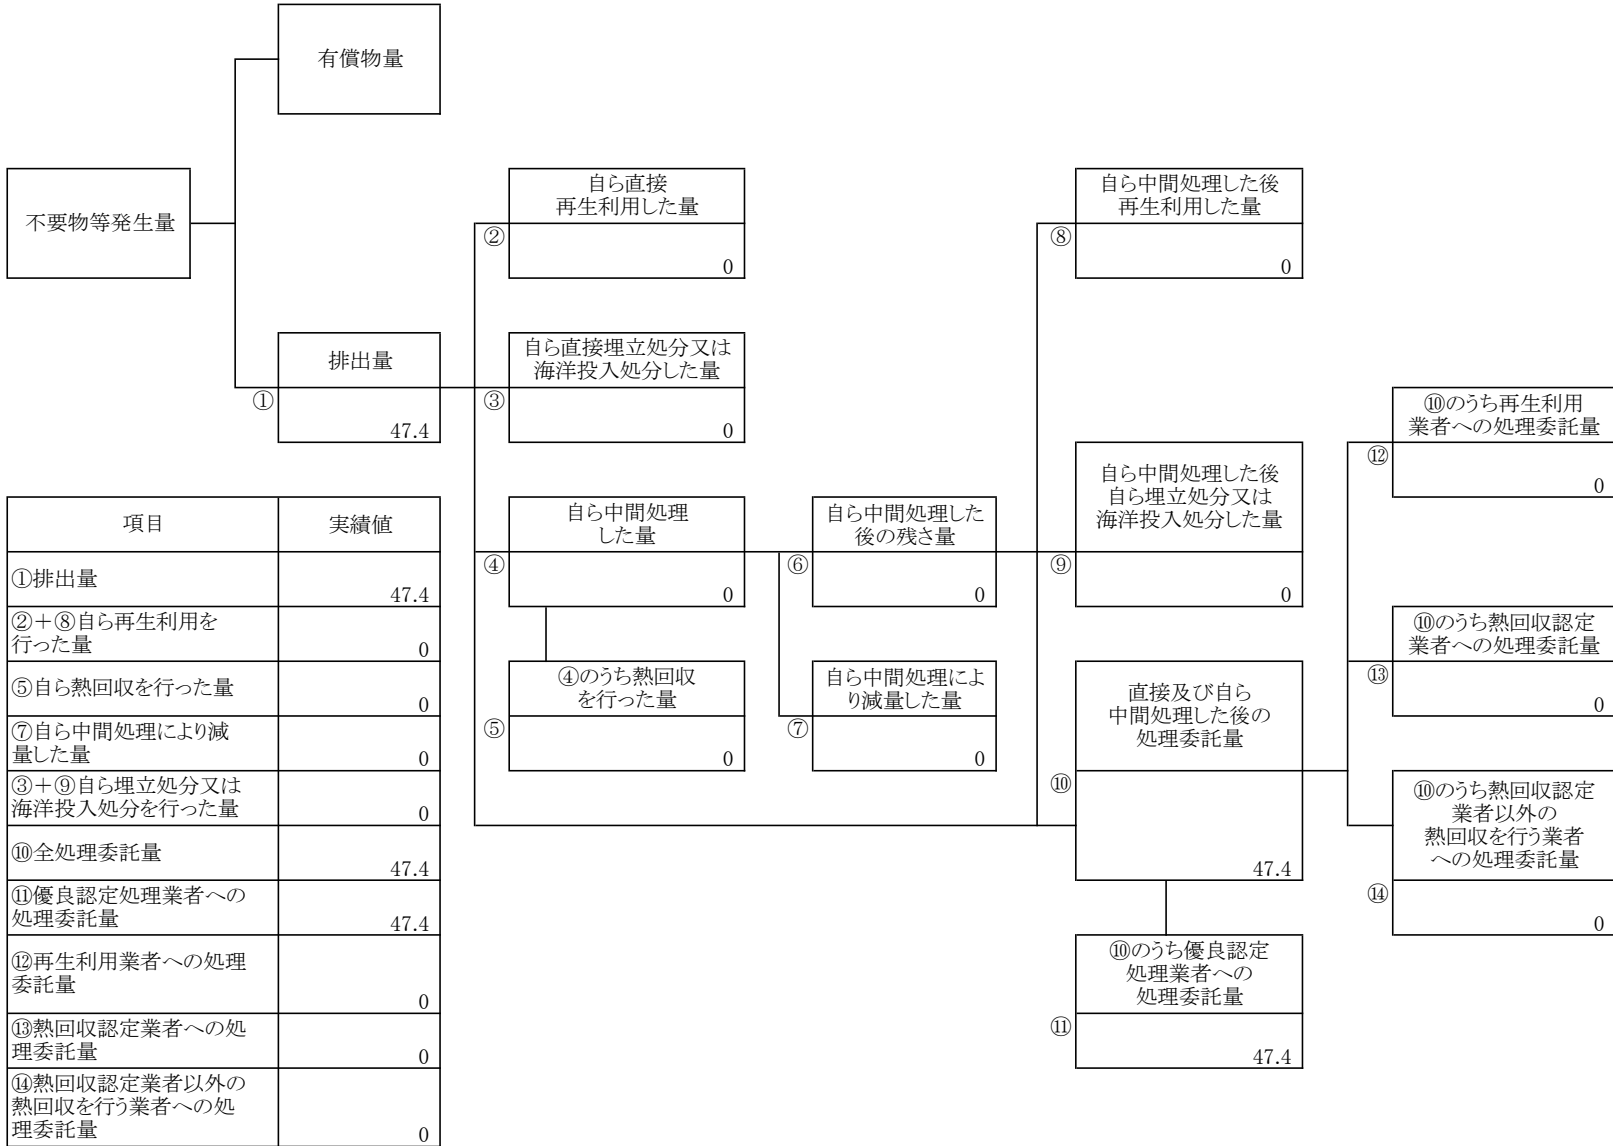 有償物量
不要物等発生量
自ら直接
再生利用した量
②
0
自ら中間処理した後
再生利用した量
⑧
0
排出量
①
47.4
自ら直接埋立処分又は
海洋投入処分した量
③
0
⑩のうち再生利用
業者への処理委託量
⑫
0
自ら中間処理
した量
④
0
自ら中間処理した
後の残さ量
⑥
0
自ら中間処理した後
自ら埋立処分又は
海洋投入処分した量
⑨
0
⑩のうち熱回収認定
業者への処理委託量
⑬
0
④のうち熱回収
を行った量
⑤
0
自ら中間処理によ
り減量した量
⑦
0
直接及び自ら
中間処理した後の
処理委託量
⑩
47.4
⑩のうち熱回収認定
業者以外の
熱回収を行う業者
への処理委託量
⑭
0
⑩のうち優良認定
処理業者への
処理委託量
⑪
47.4
項目 実績値
①排出量 47.4
②＋⑧自ら再生利用を
行った量 0
⑤自ら熱回収を行った量 0
⑦自ら中間処理により減
量した量 0
③＋⑨自ら埋立処分又は
海洋投入処分を行った量 0
⑩全処理委託量 47.4
⑪優良認定処理業者への
処理委託量 47.4
⑫再生利用業者への処理
委託量 0
⑬熱回収認定業者への処
理委託量 0
⑭熱回収認定業者以外の
熱回収を行う業者への処
理委託量 0